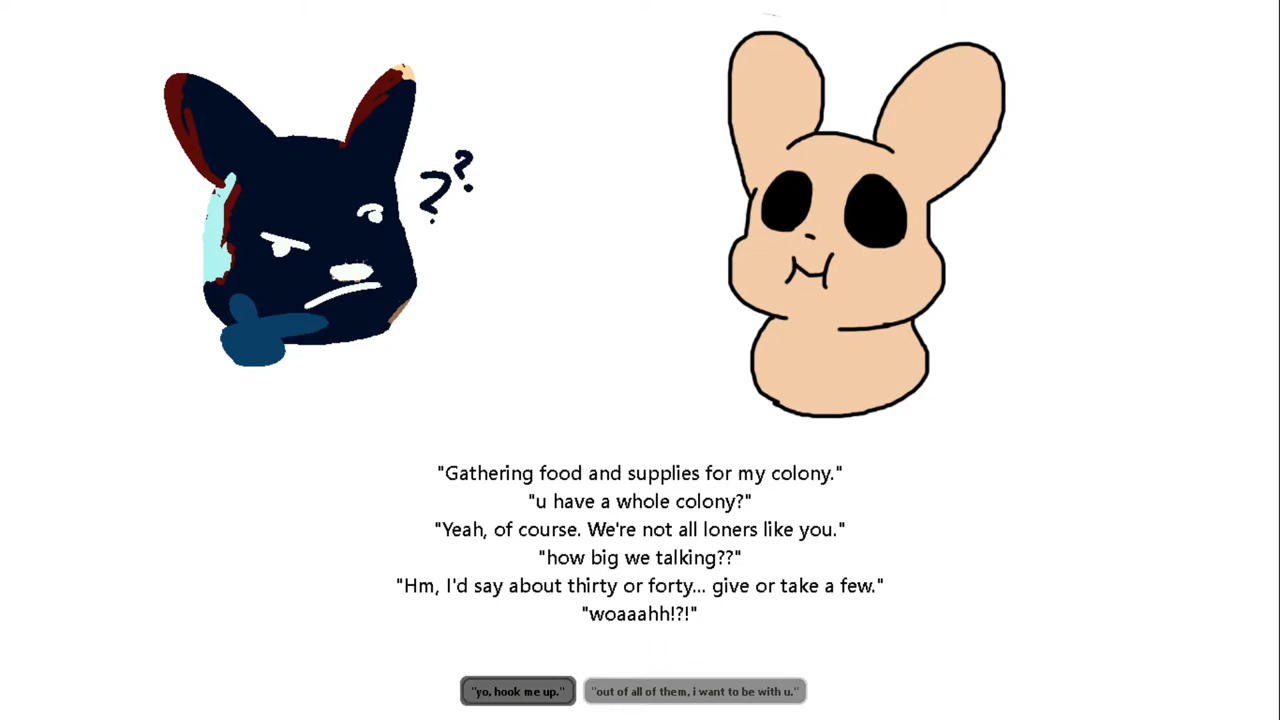 ??
"Gathering food and supplies for my colony."
"u have a whole colony?"
"Yeah, of course. We're not all loners like you."
"how big we talking??"
"Hm, I'd say about thirty or forty... give or take a few."
"woaaahh!?!"
"yo, hook me up."
"out of all of them, i want to be with u."